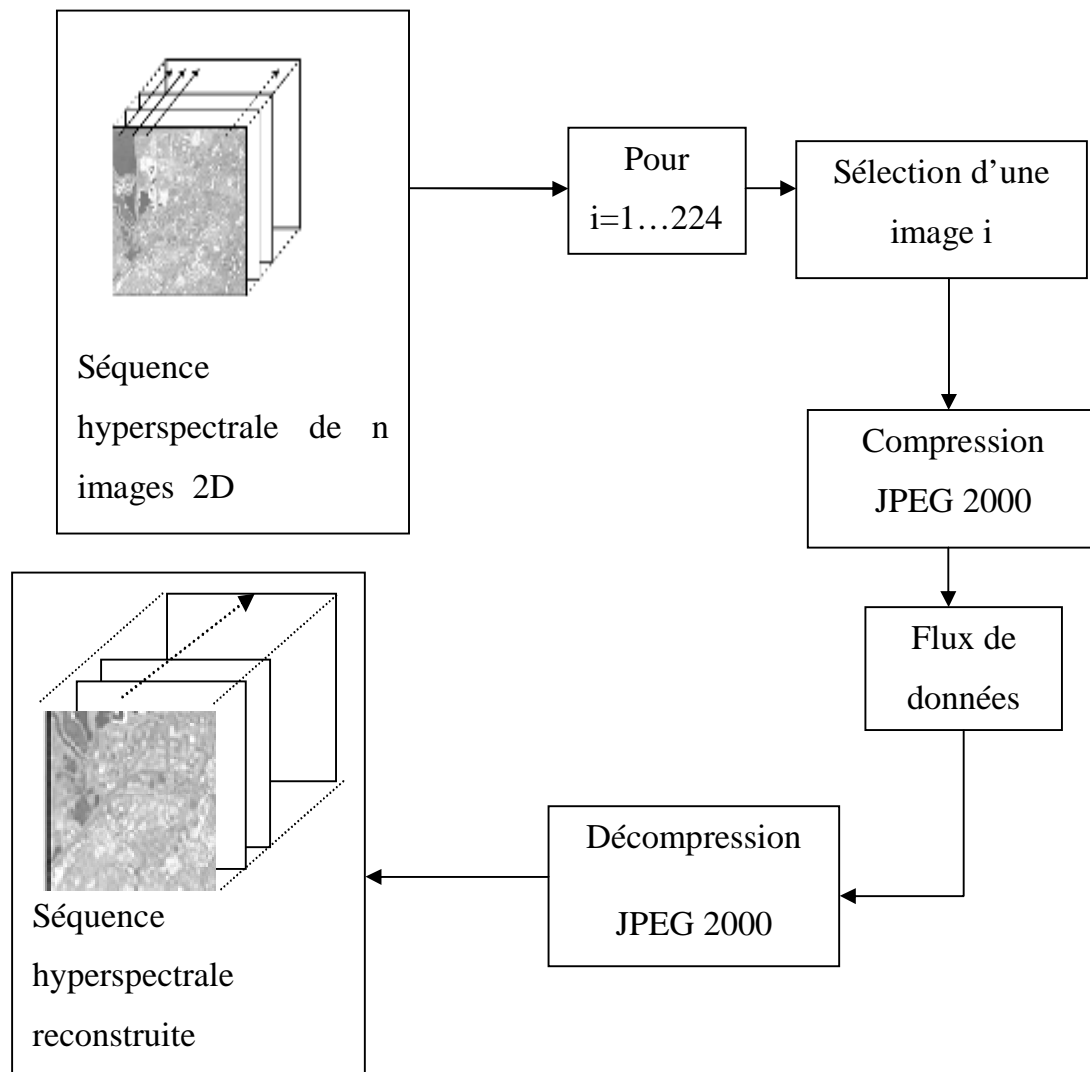 Séquence
hyperspectrale de n
images 2D
Pour
i=1…224
Sélection d’une
image i
Compression
JPEG 2000
Flux de
données
Décompression
JPEG 2000
Séquence
hyperspectrale
reconstruite